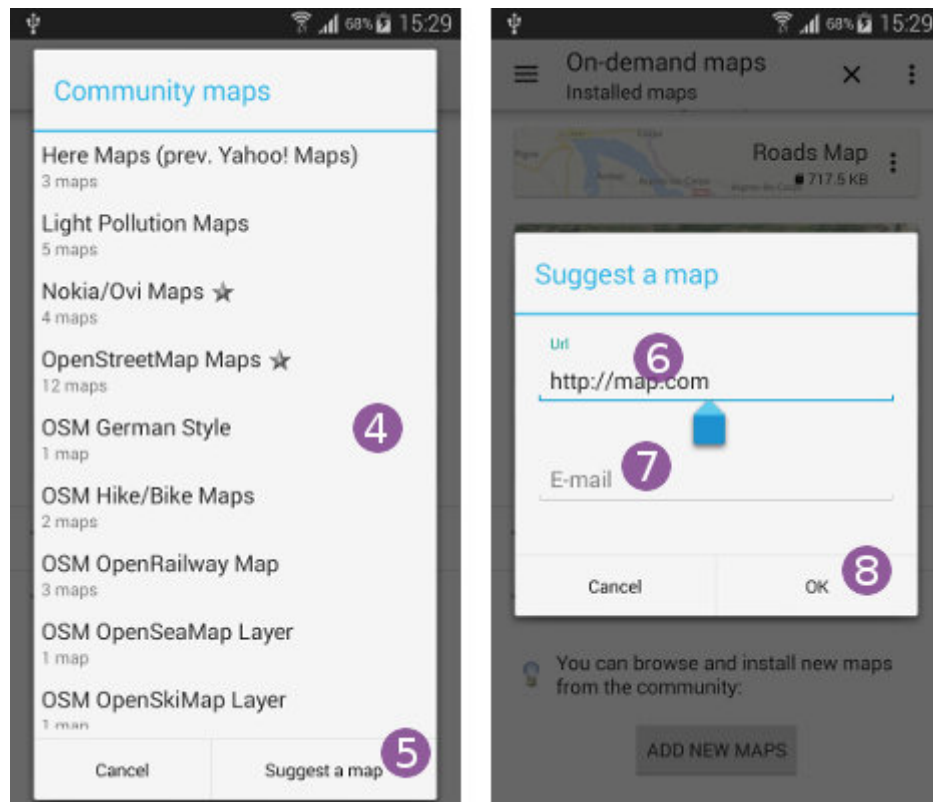 68% 15:29
Community maps
Here Maps (prev. Yahoo! Maps)
3 maps
Light Pollution Maps
5 maps
Nokia/Ovi Maps
4 maps
OpenStreetMap Maps
12 maps
OSM German Style
1 map
4
OSM Hike/Bike Maps
2 maps
OSM OpenRailway Map
3 maps
OSM OpenSeaMap Layer
1 map
OSM OpenSkiMap Layer
1 map
5
Cancel Suggest a map
68% 15:29
On-demand maps
Installed maps
Roads Map
717.5 KB
Suggest a map
Url
6
http://map.com
7
E-mail
8
Cancel OK
You can browse and install new maps
from the community:
ADD NEW MAPS